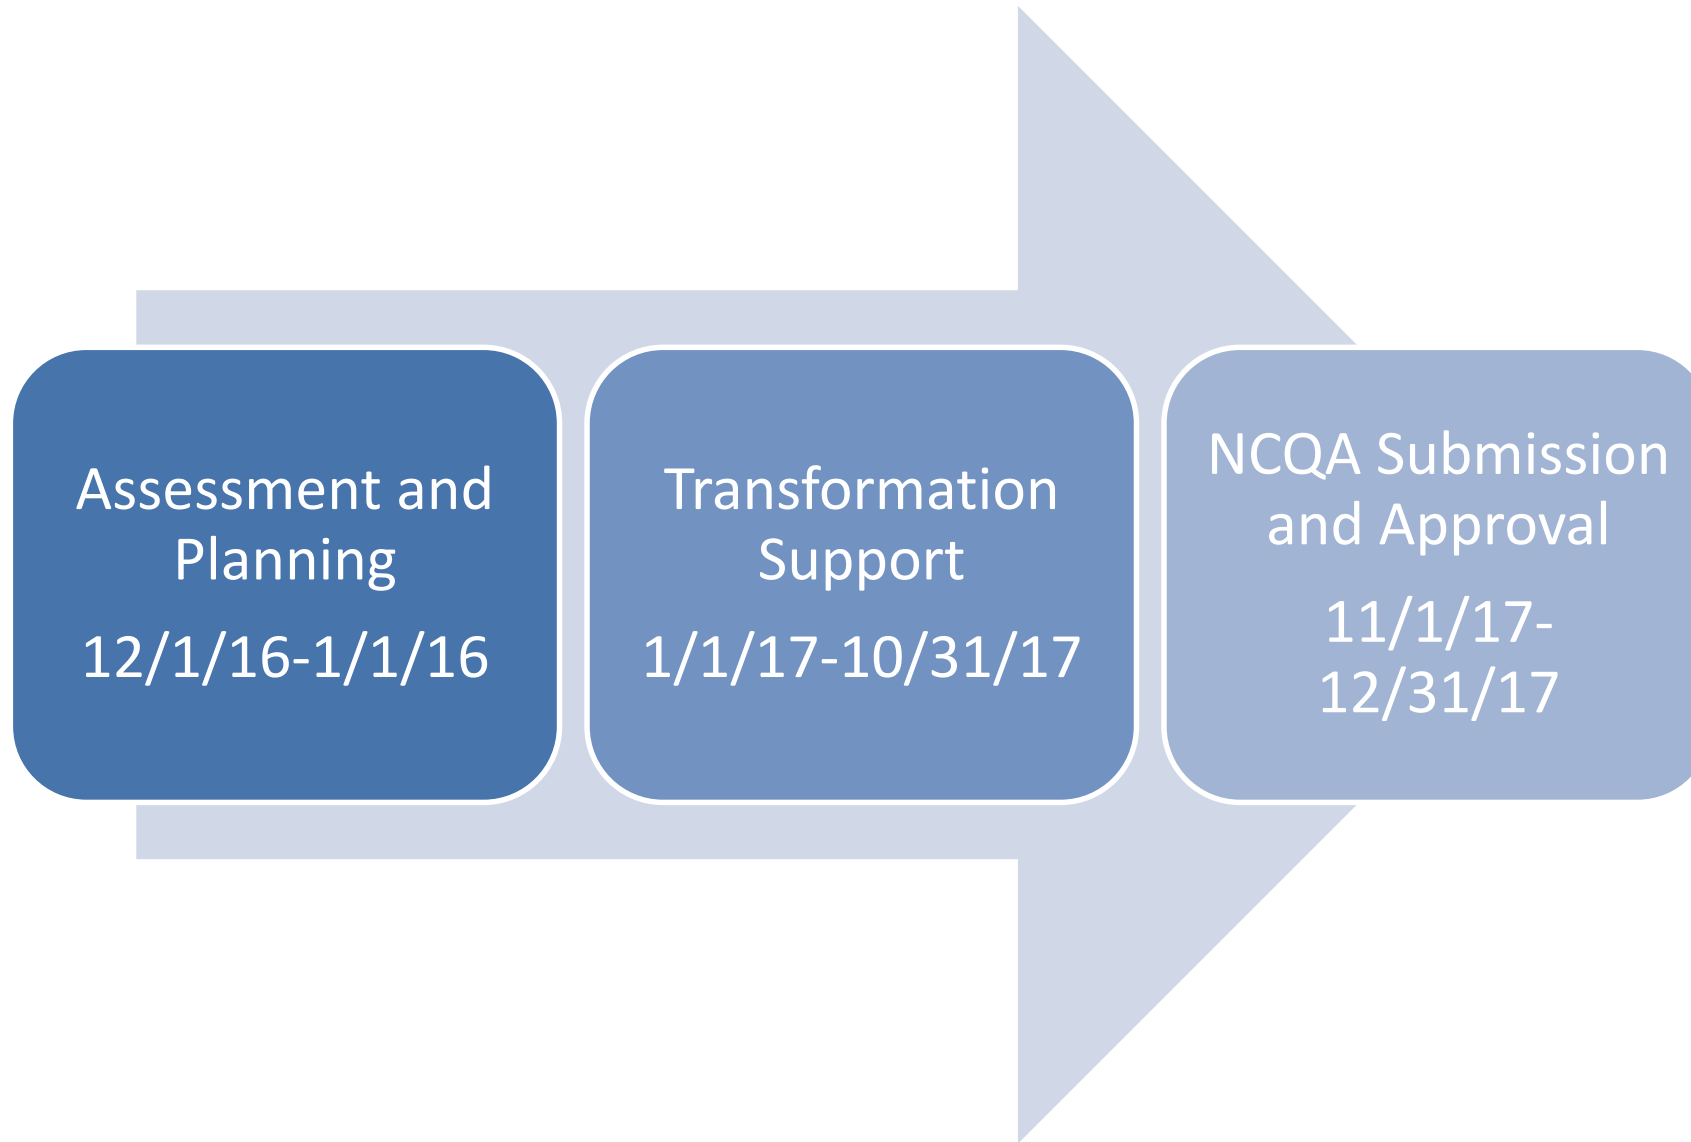 Assessment and
Planning
12/1/16-1/1/16
Transformation
Support
1/1/17-10/31/17
NCQA Submission
and Approval
11/1/17-
12/31/17